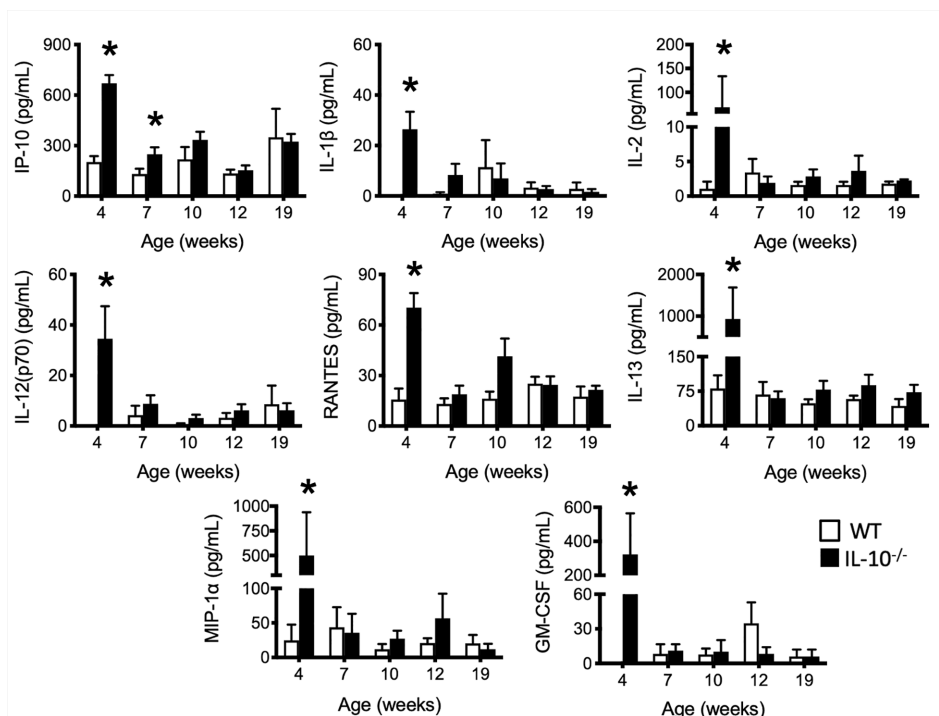 IP-10 (pg/mL)
900
600
300
0
*
*
4 7 10 12 19
Age (weeks)
IL-1β (pg/mL)
60
40
20
0
*
4 7 10 12 19
Age (weeks)
IL-2 (pg/mL)
200
150
100
10
5
0
*
4 7 10 12 19
Age (weeks)
IL-12(p70) (pg/mL)
60
40
20
0
*
4 7 10 12 19
Age (weeks)
RANTES (pg/mL)
90
60
30
0
*
4 7 10 12 19
Age (weeks)
IL-13 (pg/mL)
2000
1000
150
75
0
*
4 7 10 12 19
Age (weeks)
MIP-1α (pg/mL)
1000
750
500
100
50
0
*
4 7 10 12 19
Age (weeks)
GM-CSF (pg/mL)
600
400
200
60
30
0
*
4 7 10 12 19
Age (weeks)
WT
IL-10⁻/⁻